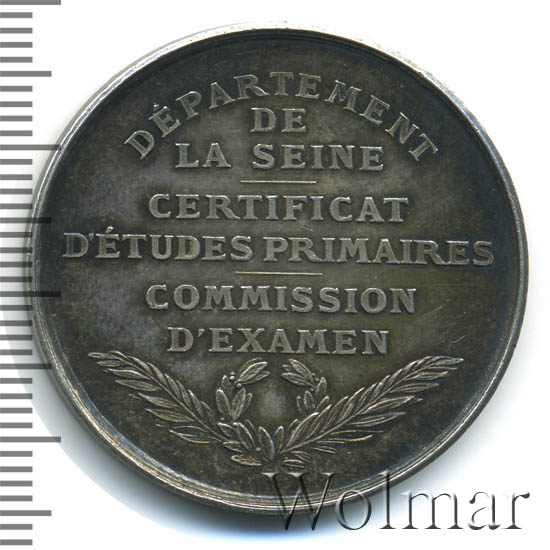 DÉPARTEMENT
DE
LA SEINE
CERTIFICAT
D'ÉTUDES PRIMAIRES
COMMISSION
D'EXAMEN
Wolmar